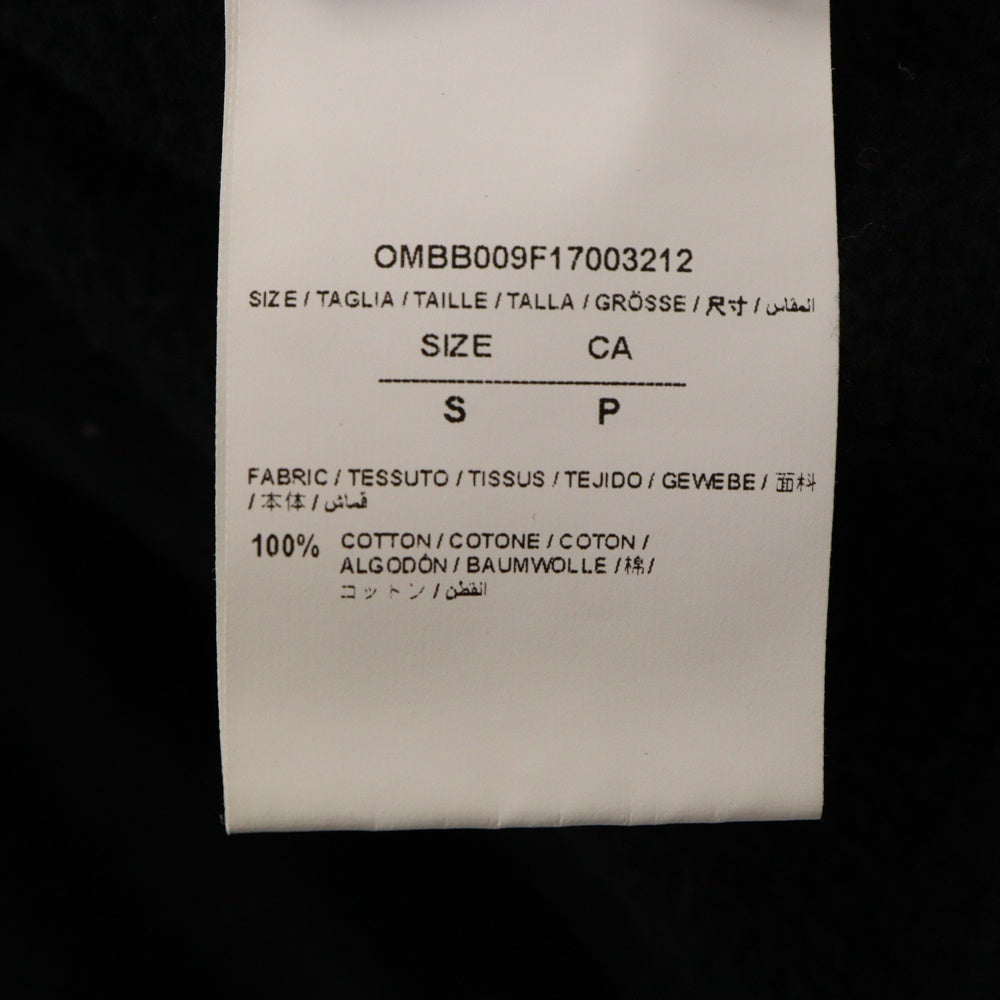 OMBB009F17003212
SIZE / TAGLIA / TAILLE / TALLA / GRÖSSE / 尺寸 / المقاس
SIZE CA
S P
FABRIC / TESSUTO / TISSUS / TEJIDO / GEWEBE / 面料
/ 本体 / قماش
100% COTTON / COTONE / COTON /
ALGODÓN / BAUMWOLLE / 棉 /
コットン / القطن